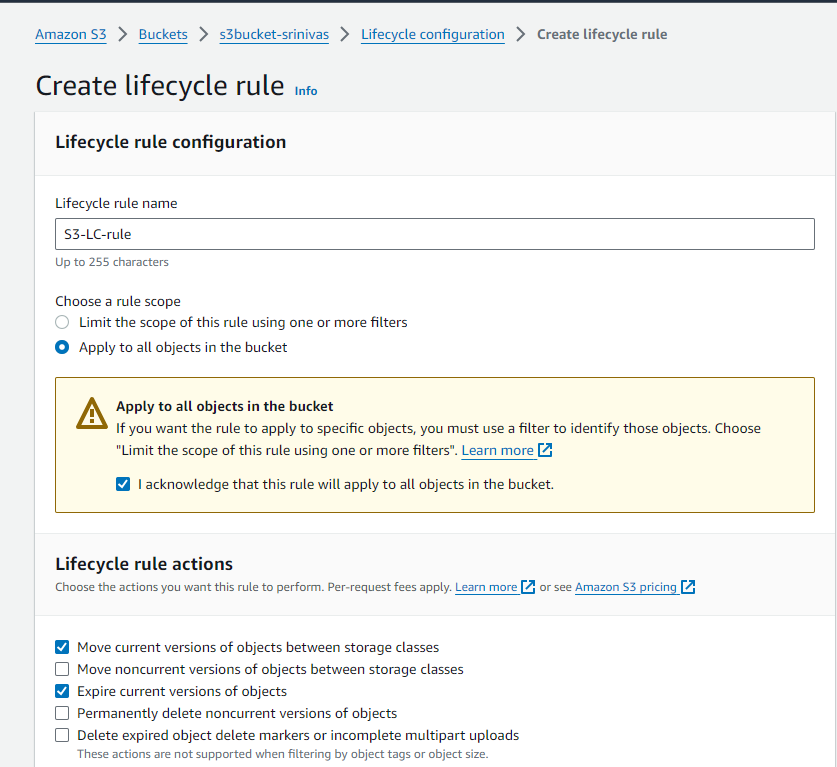 Amazon S3 > Buckets > s3bucket-srinivas > Lifecycle configuration > Create lifecycle rule
Create lifecycle rule Info
Lifecycle rule configuration
Lifecycle rule name
S3-LC-rule
Up to 255 characters
Choose a rule scope
Limit the scope of this rule using one or more filters
Apply to all objects in the bucket
Apply to all objects in the bucket
If you want the rule to apply to specific objects, you must use a filter to identify those objects. Choose
"Limit the scope of this rule using one or more filters". Learn more
I acknowledge that this rule will apply to all objects in the bucket.
Lifecycle rule actions
Choose the actions you want this rule to perform. Per-request fees apply. Learn more or see Amazon S3 pricing
Move current versions of objects between storage classes
Move noncurrent versions of objects between storage classes
Expire current versions of objects
Permanently delete noncurrent versions of objects
Delete expired object delete markers or incomplete multipart uploads
These actions are not supported when filtering by object tags or object size.